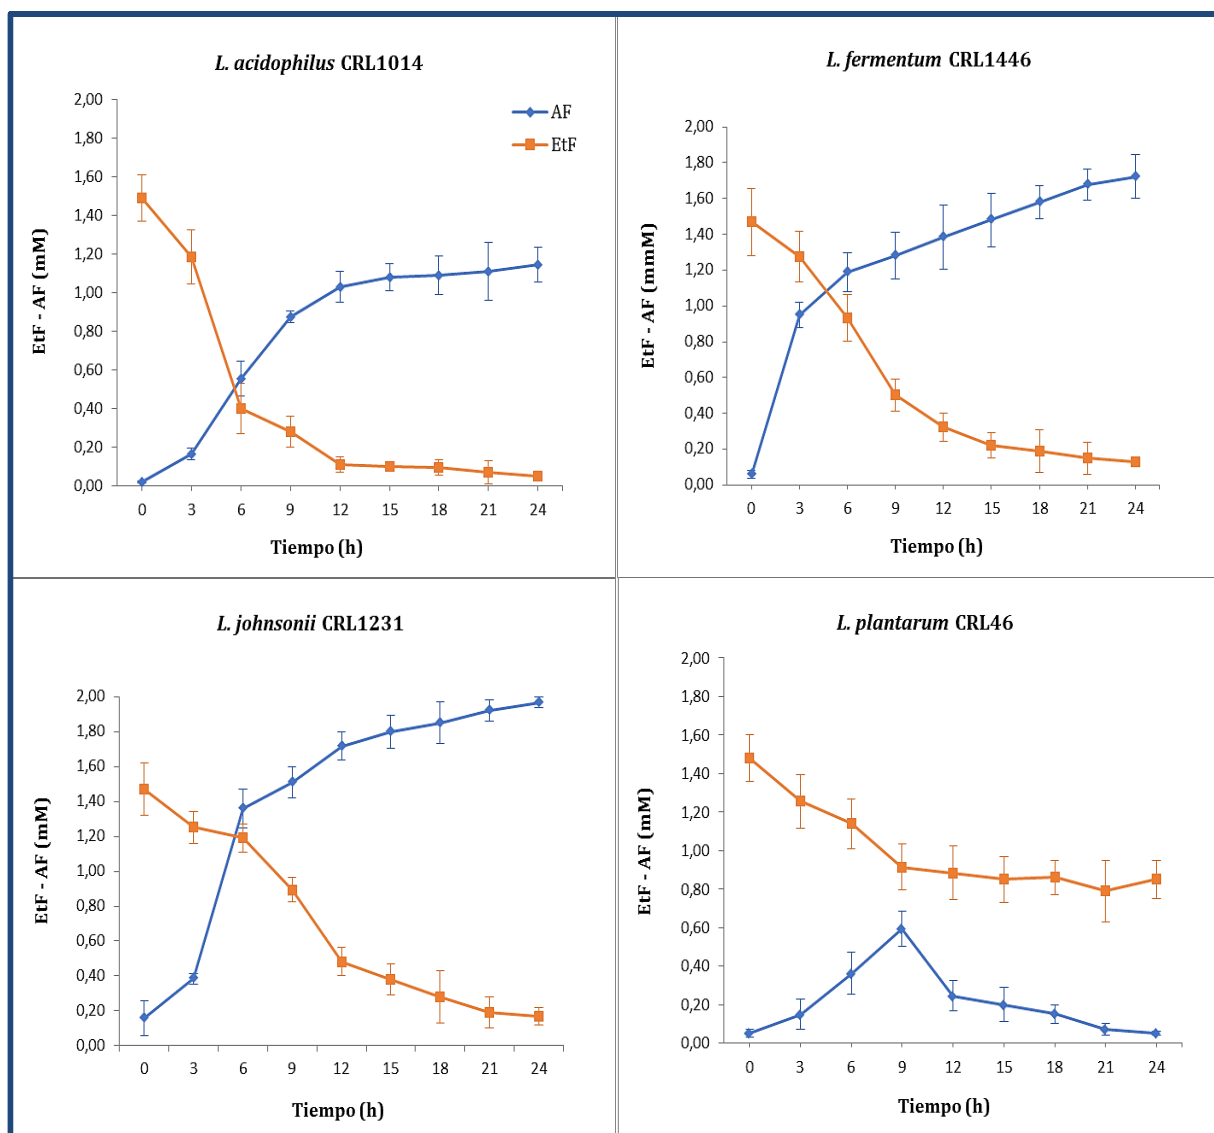 L. acidophilus CRL1014
AF
EtF
EtF - AF (mM)
2,00
1,80
1,60
1,40
1,20
1,00
0,80
0,60
0,40
0,20
0,00
0 3 6 9 12 15 18 21 24
Tiempo (h)
L. fermentum CRL1446
EtF - AF (mmM)
2,00
1,80
1,60
1,40
1,20
1,00
0,80
0,60
0,40
0,20
0,00
0 3 6 9 12 15 18 21 24
Tiempo (h)
L. johnsonii CRL1231
EtF - AF (mM)
2,00
1,80
1,60
1,40
1,20
1,00
0,80
0,60
0,40
0,20
0,00
0 3 6 9 12 15 18 21 24
Tiempo (h)
L. plantarum CRL46
EtF - AF (mM)
2,00
1,80
1,60
1,40
1,20
1,00
0,80
0,60
0,40
0,20
0,00
0 3 6 9 12 15 18 21 24
Tiempo (h)